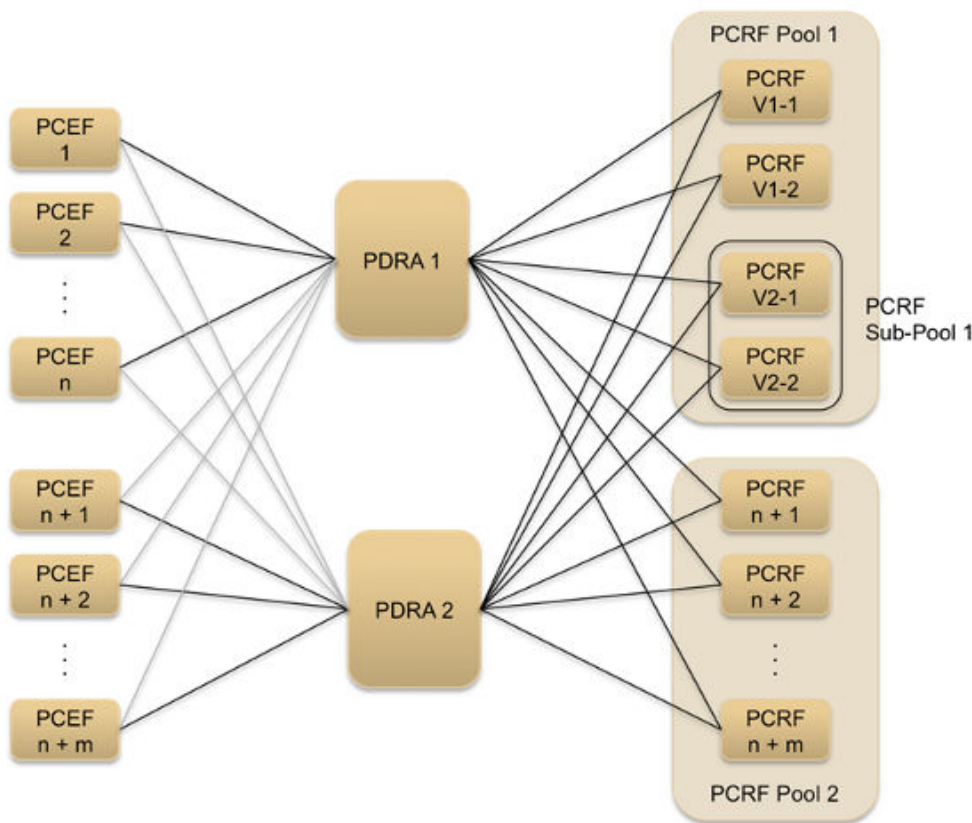 PCRF Pool 1
PCRF
V1-1
PCRF
V1-2
PCRF
V2-1
PCRF
V2-2
PCRF
Sub-Pool 1
PCEF
1
PCEF
2
PCEF
n
PCEF
n + 1
PCEF
n + 2
PCEF
n + m
PDRA 1
PDRA 2
PCRF
n + 1
PCRF
n + 2
PCRF
n + m
PCRF Pool 2